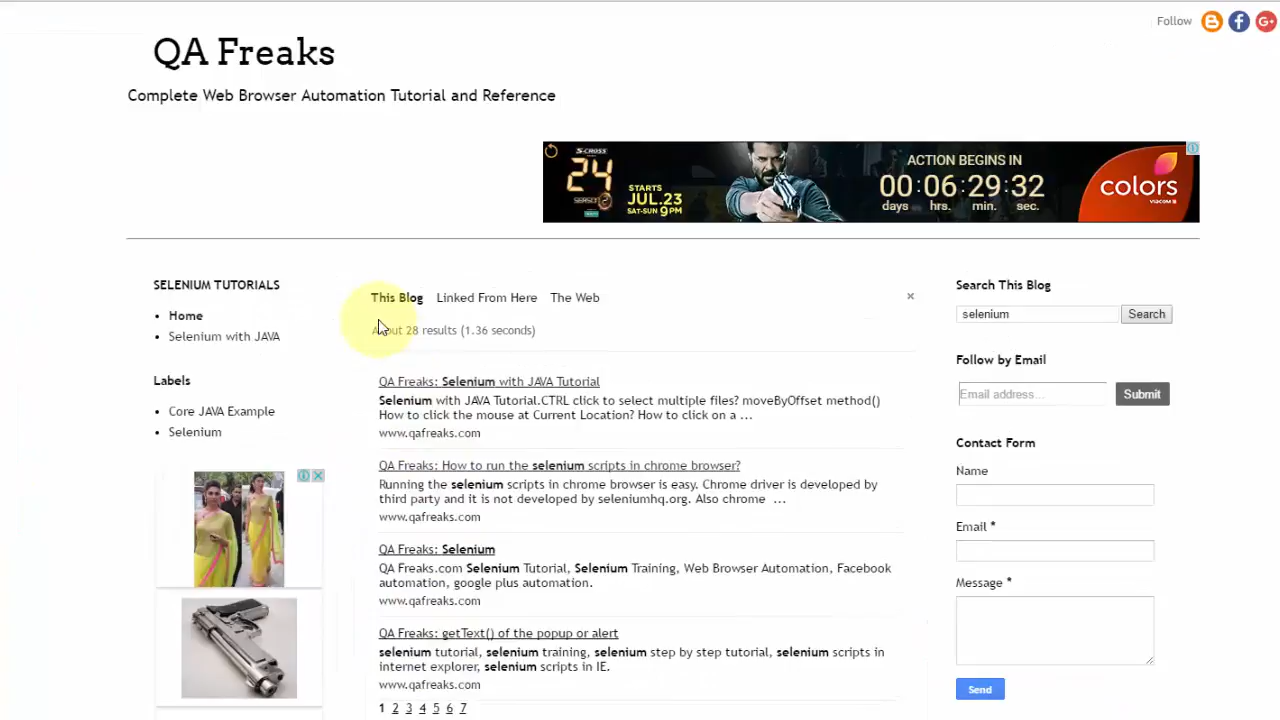 Follow
QA Freaks
Complete Web Browser Automation Tutorial and Reference
S-CROSS
24
STARTS
JUL.23
SAT-SUN 9PM
ACTION BEGINS IN
00:06:29:32
days hrs. min. sec.
colors
VIACOM 18
SELENIUM TUTORIALS
Home
Selenium with JAVA
Labels
Core JAVA Example
Selenium
This Blog Linked From Here The Web
About 28 results (1.36 seconds)
QA Freaks: Selenium with JAVA Tutorial
Selenium with JAVA Tutorial.CTRL click to select multiple files? moveByOffset method()
How to click the mouse at Current Location? How to click on a ...
www.qafreaks.com
QA Freaks: How to run the selenium scripts in chrome browser?
Running the selenium scripts in chrome browser is easy. Chrome driver is developed by
third party and it is not developed by seleniumhq.org. Also chrome ...
www.qafreaks.com
QA Freaks: Selenium
QA Freaks.com Selenium Tutorial, Selenium Training, Web Browser Automation, Facebook
automation, google plus automation.
www.qafreaks.com
QA Freaks: getText() of the popup or alert
selenium tutorial, selenium training, selenium step by step tutorial, selenium scripts in
internet explorer, selenium scripts in IE.
www.qafreaks.com
1 2 3 4 5 6 7
Search This Blog
selenium Search
Follow by Email
Email address... Submit
Contact Form
Name
Email *
Message *
Send